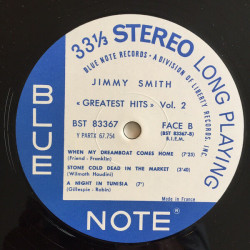 33⅓ STEREO LONG PLAYING
BLUE NOTE RECORDS • A DIVISION OF LIBERTY RECORDS, INC.
JIMMY SMITH
« GREATEST HITS » Vol. 2
BST 83367 FACE B
Y PARTX 67.754 (BST 83367-B)
B.I.E.M.
WHEN MY DREAMBOAT COMES HOME (7'25)
(Friend - Franklin)
STONE COLD DEAD IN THE MARKET (3'40)
(Wilmoth Houdini)
A NIGHT IN TUNISIA (7')
(Gillespie - Robin)
Made in France
BLUE
NOTE